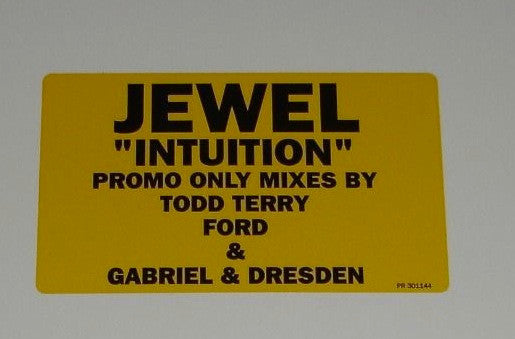 JEWEL
"INTUITION"
PROMO ONLY MIXES BY
TODD TERRY
FORD
&
GABRIEL & DRESDEN
PR 301144